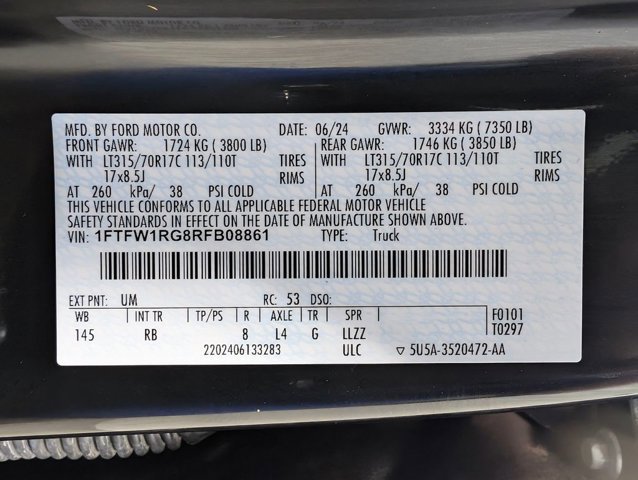 MFD. BY FORD MOTOR CO. DATE: 06/24 GVWR: 3334 KG ( 7350 LB)
FRONT GAWR: 1724 KG ( 3800 LB) REAR GAWR: 1746 KG ( 3850 LB)
WITH LT315/70R17C 113/110T TIRES WITH LT315/70R17C 113/110T TIRES
17x8.5J RIMS 17x8.5J RIMS
AT 260 kPa/ 38 PSI COLD AT 260 kPa/ 38 PSI COLD
THIS VEHICLE CONFORMS TO ALL APPLICABLE FEDERAL MOTOR VEHICLE
SAFETY STANDARDS IN EFFECT ON THE DATE OF MANUFACTURE SHOWN ABOVE.
VIN: 1FTFW1RG8RFB08861 TYPE: Truck
EXT PNT: UM RC: 53 DSO:
WB INT TR TP/PS R AXLE TR SPR F0101
145 RB 8 L4 G LLZZ T0297
2202406133283 ULC ▽ 5U5A-3520472-AA